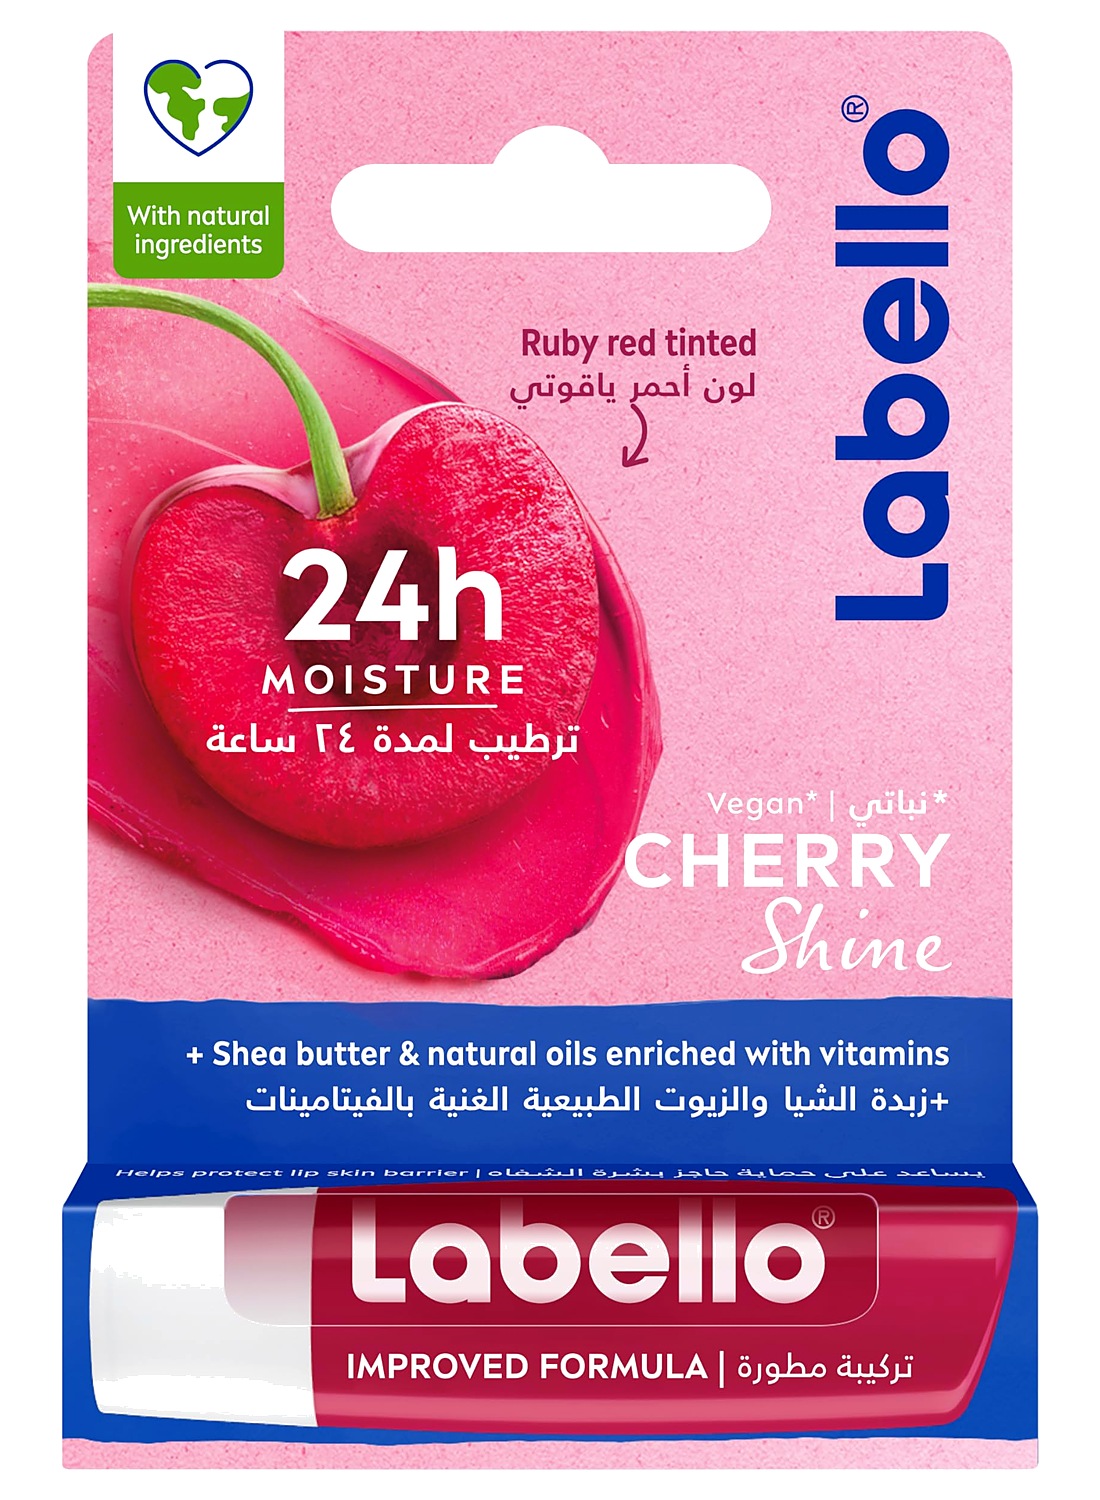 With natural
ingredients
Labello®
Ruby red tinted
لون أحمر ياقوتي
24h
MOISTURE
ترطيب لمدة ٢٤ ساعة
Vegan* | نباتي*
CHERRY
Shine
+ Shea butter & natural oils enriched with vitamins
+زبدة الشيا والزيوت الطبيعية الغنية بالفيتامينات
Helps protect lip skin barrier | يساعد على حماية حاجز بشرة الشفاه
Labello®
IMPROVED FORMULA | تركيبة مطورة